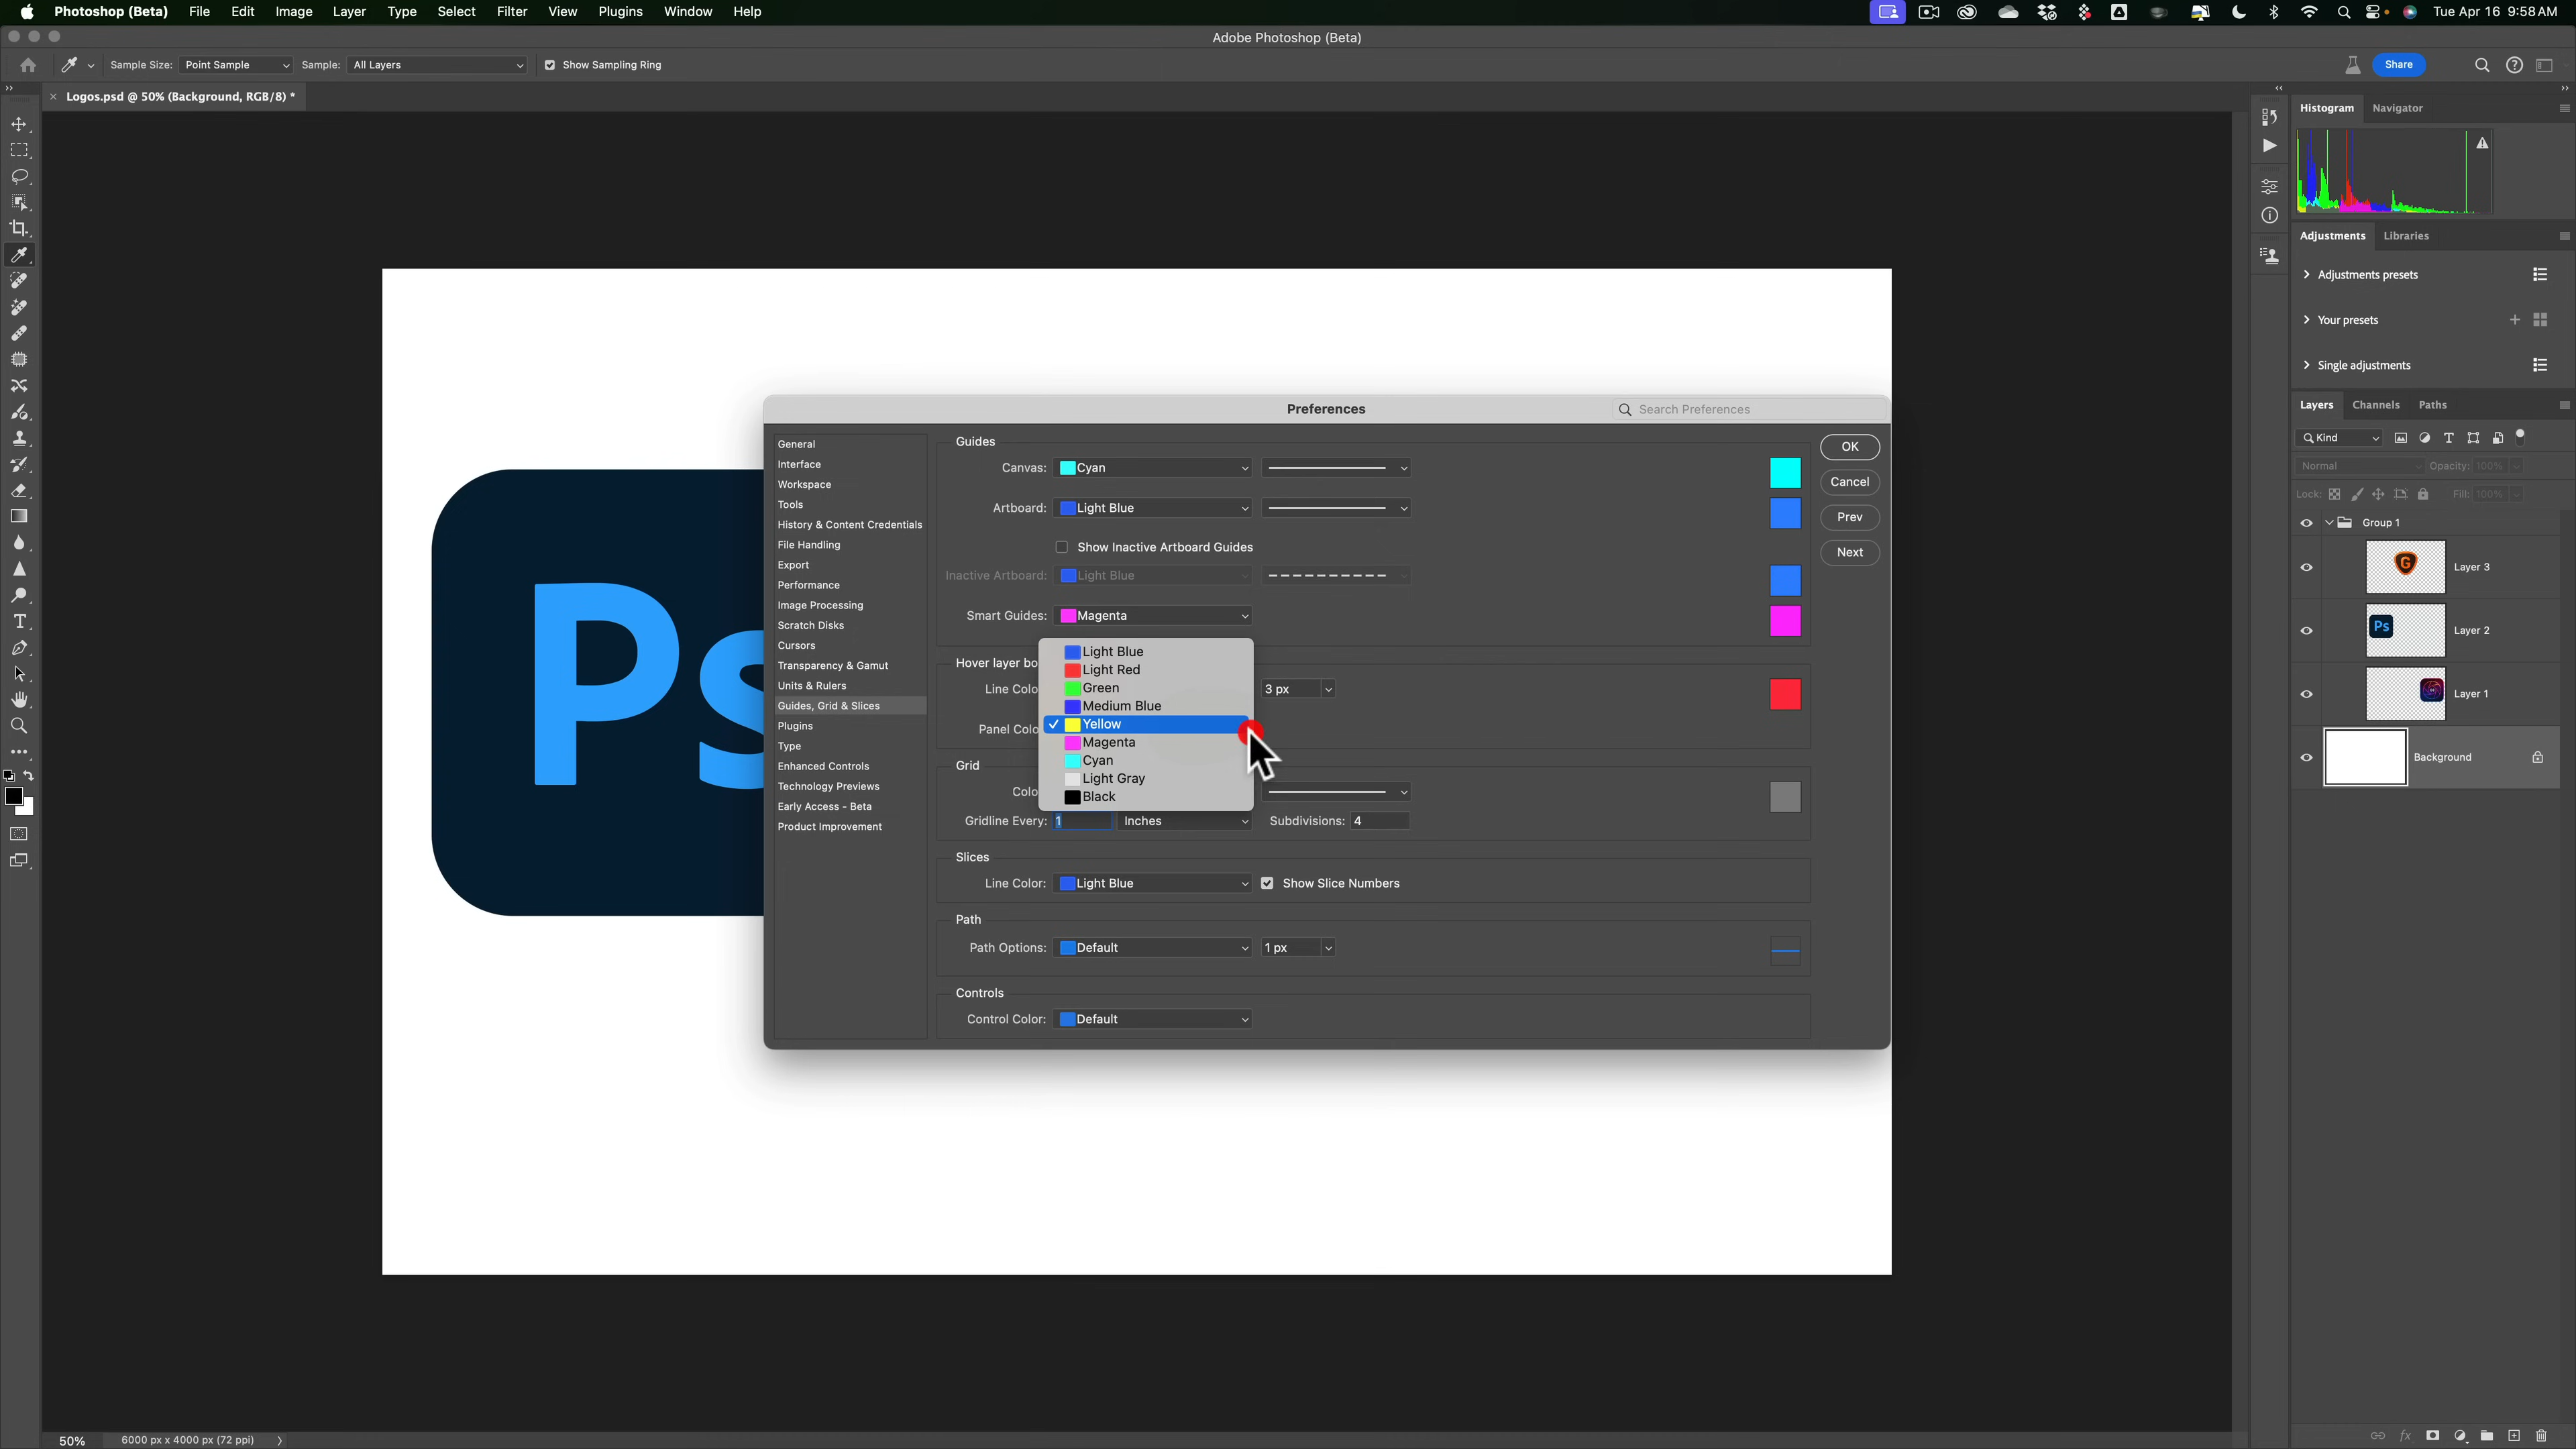 Photoshop (Beta) File Edit Image Layer Type Select Filter View Plugins Window Help Tue Apr 16 9:58 AM
Adobe Photoshop (Beta)
Sample Size: Point Sample Sample: All Layers Show Sampling Ring Share
Logos.psd @ 50% (Background, RGB/8) *
Histogram Navigator
Adjustments Libraries
Adjustments presets
Your presets
Single adjustments
Layers Channels Paths
Kind
Normal Opacity: 100%
Lock: Fill: 100%
Group 1
G
Layer 3
Ps
Layer 2
Layer 1
Background
Ps
Preferences
Search Preferences
General
Interface
Workspace
Tools
History & Content Credentials
File Handling
Export
Performance
Image Processing
Scratch Disks
Cursors
Transparency & Gamut
Units & Rulers
Guides, Grid & Slices
Plugins
Type
Enhanced Controls
Technology Previews
Early Access - Beta
Product Improvement
Guides
Canvas: Cyan
Artboard: Light Blue
Show Inactive Artboard Guides
Inactive Artboard: Light Blue
Smart Guides: Magenta
Hover layer bo
Line Colo 3 px
Panel Colo
Light Blue
Light Red
Green
Medium Blue
Yellow
Magenta
Cyan
Light Gray
Black
Grid
Colo
Gridline Every: 1 Inches Subdivisions: 4
Slices
Line Color: Light Blue Show Slice Numbers
Path
Path Options: Default 1 px
Controls
Control Color: Default
OK
Cancel
Prev
Next
50% 6000 px x 4000 px (72 ppi)